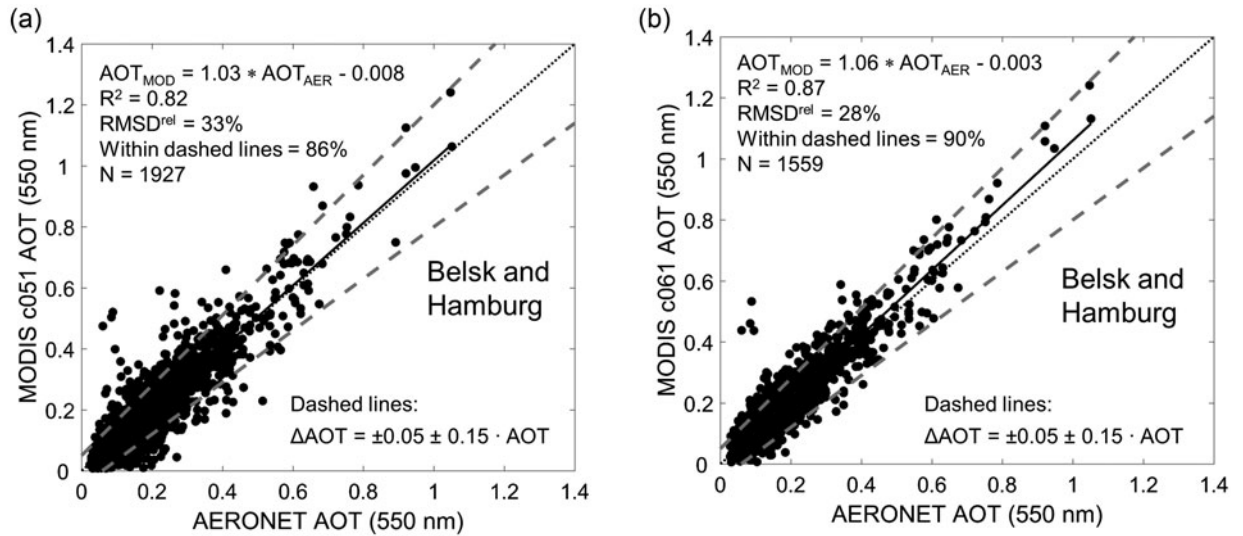 (a)
AOT_MOD = 1.03 * AOT_AER - 0.008
R² = 0.82
RMSD^rel = 33%
Within dashed lines = 86%
N = 1927
Belsk and
Hamburg
Dashed lines:
ΔAOT = ±0.05 ± 0.15 · AOT
MODIS c051 AOT (550 nm)
1.4
1.2
1
0.8
0.6
0.4
0.2
0
0 0.2 0.4 0.6 0.8 1 1.2 1.4
AERONET AOT (550 nm)
(b)
AOT_MOD = 1.06 * AOT_AER - 0.003
R² = 0.87
RMSD^rel = 28%
Within dashed lines = 90%
N = 1559
Belsk and
Hamburg
Dashed lines:
ΔAOT = ±0.05 ± 0.15 · AOT
MODIS c061 AOT (550 nm)
1.4
1.2
1
0.8
0.6
0.4
0.2
0
0 0.2 0.4 0.6 0.8 1 1.2 1.4
AERONET AOT (550 nm)